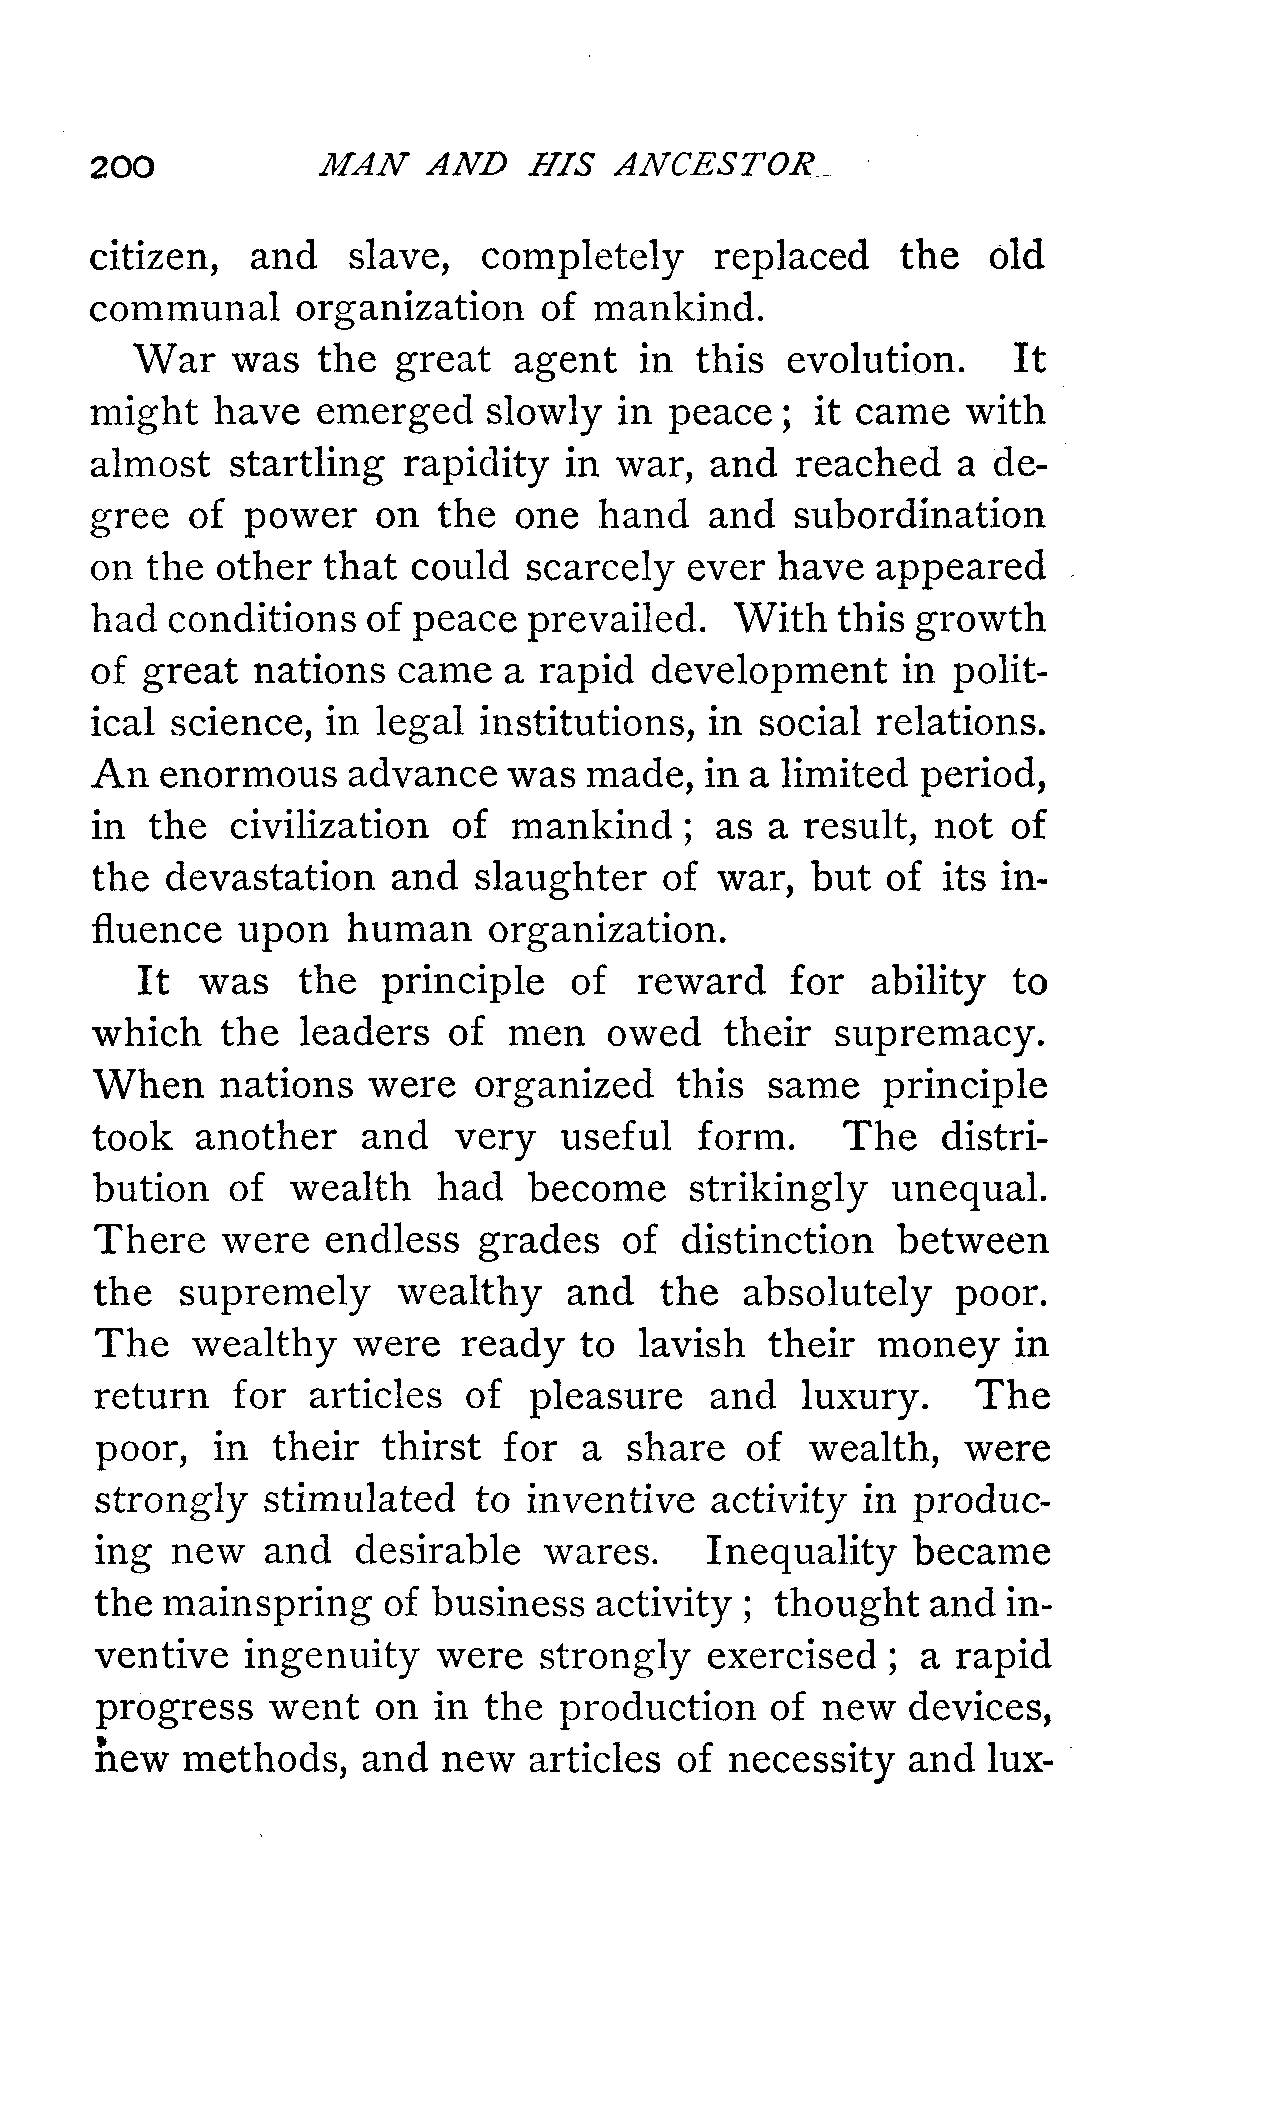 200 MAN AND HIS ANCESTOR
citizen, and slave, completely replaced the old
communal organization of mankind.
War was the great agent in this evolution. It
might have emerged slowly in peace; it came with
almost startling rapidity in war, and reached a de-
gree of power on the one hand and subordination
on the other that could scarcely ever have appeared
had conditions of peace prevailed. With this growth
of great nations came a rapid development in polit-
ical science, in legal institutions, in social relations.
An enormous advance was made, in a limited period,
in the civilization of mankind; as a result, not of
the devastation and slaughter of war, but of its in-
fluence upon human organization.
It was the principle of reward for ability to
which the leaders of men owed their supremacy.
When nations were organized this same principle
took another and very useful form. The distri-
bution of wealth had become strikingly unequal.
There were endless grades of distinction between
the supremely wealthy and the absolutely poor.
The wealthy were ready to lavish their money in
return for articles of pleasure and luxury. The
poor, in their thirst for a share of wealth, were
strongly stimulated to inventive activity in produc-
ing new and desirable wares. Inequality became
the mainspring of business activity; thought and in-
ventive ingenuity were strongly exercised; a rapid
progress went on in the production of new devices,
new methods, and new articles of necessity and lux-